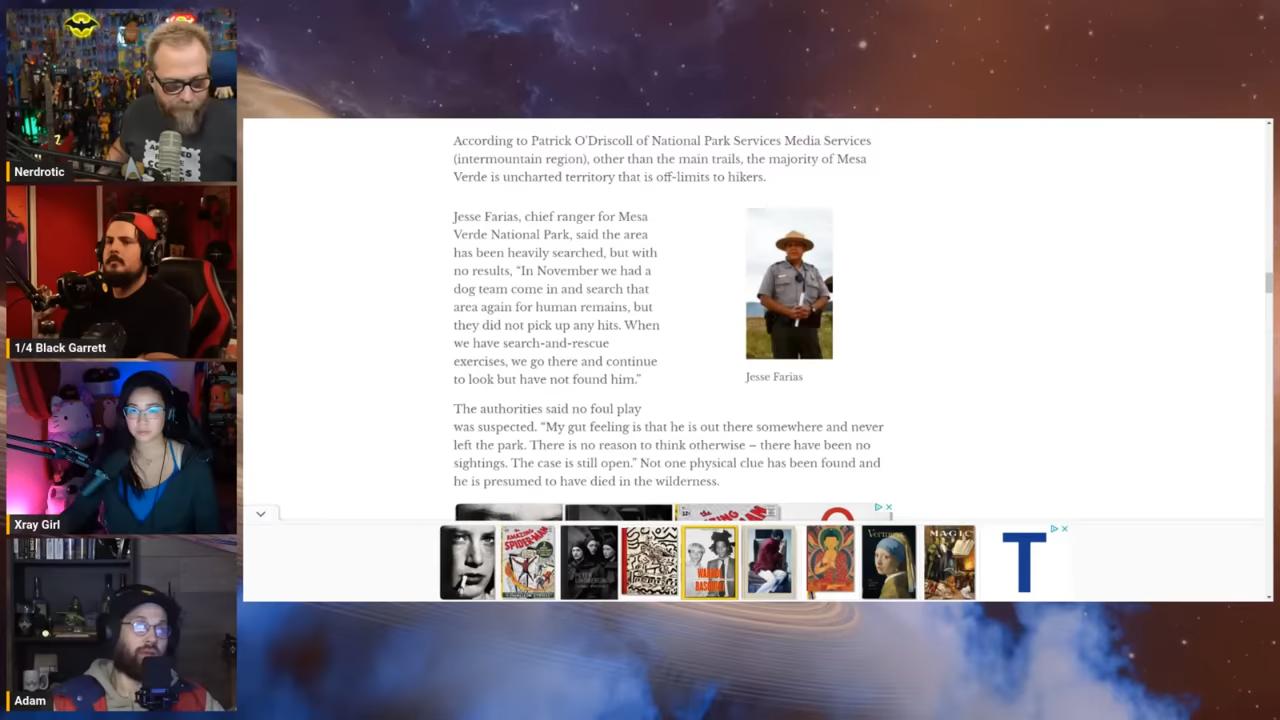 Nerdrotic
1/4 Black Garrett
Xray Girl
Adam
According to Patrick O'Driscoll of National Park Services Media Services
(intermountain region), other than the main trails, the majority of Mesa
Verde is uncharted territory that is off-limits to hikers.
Jesse Farias, chief ranger for Mesa
Verde National Park, said the area
has been heavily searched, but with
no results, “In November we had a
dog team come in and search that
area again for human remains, but
they did not pick up any hits. When
we have search-and-rescue
exercises, we go there and continue
to look but have not found him.”
Jesse Farias
The authorities said no foul play
was suspected. “My gut feeling is that he is out there somewhere and never
left the park. There is no reason to think otherwise – there have been no
sightings. The case is still open.” Not one physical clue has been found and
he is presumed to have died in the wilderness.
AMAZING
SPIDER-MAN
WARHOL
BASQUIAT
Vermeer
MAGIC
T